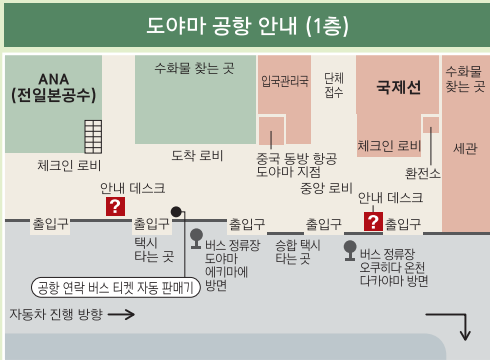 도야마 공항 안내 (1층)
ANA
(전일본공수)
수화물 찾는 곳
입국관리국
단체
접수
국제선
수화물
찾는 곳
체크인 로비
도착 로비
중국 동방 항공
도야마 지점
체크인 로비
환전소
세관
안내 데스크
?
중앙 로비
안내 데스크
?
출입구
출입구
출입구
출입구
출입구
택시
타는 곳
버스 정류장
도야마
에키마에
방면
승합 택시
타는 곳
버스 정류장
오쿠히다 온천
다카야마 방면
공항 연락 버스 티켓 자동 판매기
자동차 진행 방향